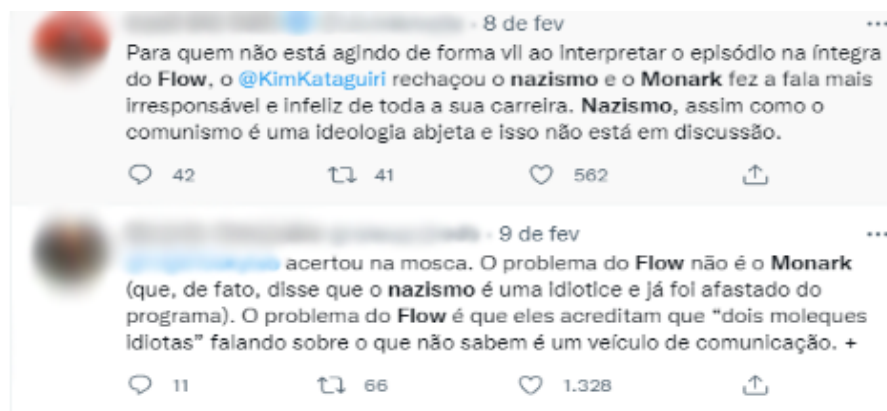 8 de fev
Para quem não está agindo de forma vil ao interpretar o episódio na íntegra
do Flow, o @KimKataguiri rechaçou o nazismo e o Monark fez a fala mais
irresponsável e infeliz de toda a sua carreira. Nazismo, assim como o
comunismo é uma ideologia abjeta e isso não está em discussão.
42 41 562
9 de fev
acertou na mosca. O problema do Flow não é o Monark
(que, de fato, disse que o nazismo é uma idiotice e já foi afastado do
programa). O problema do Flow é que eles acreditam que “dois moleques
idiotas” falando sobre o que não sabem é um veículo de comunicação. +
11 66 1.328